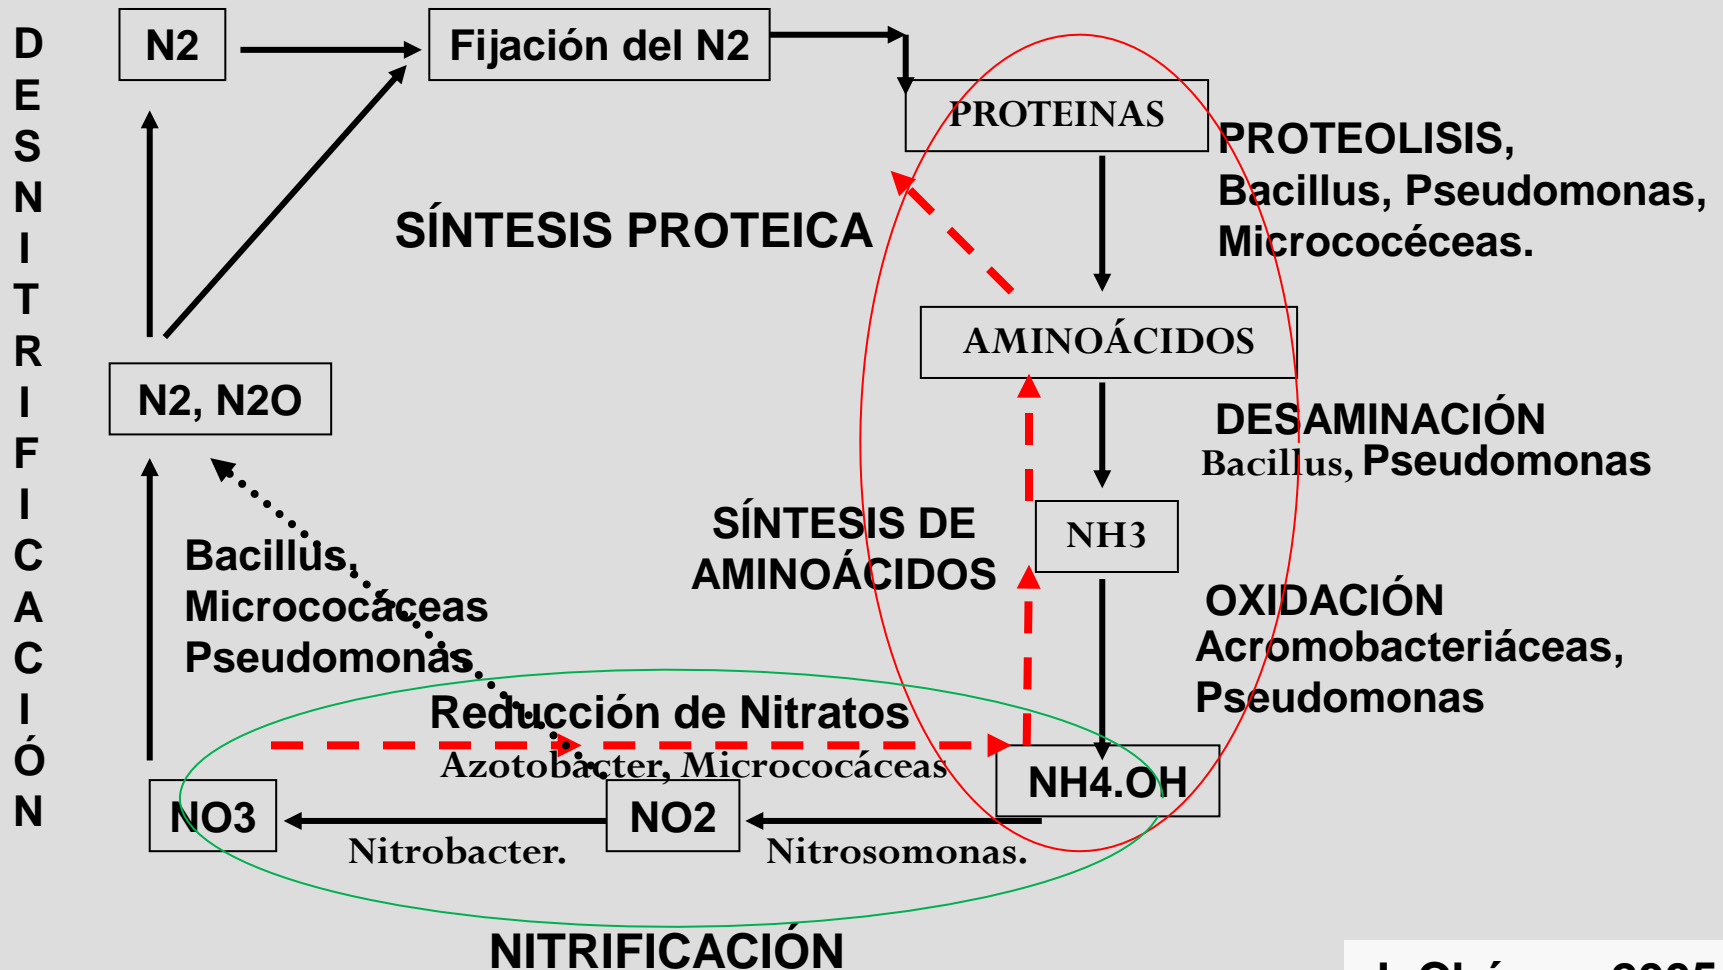 DESNITRIFICACIÓN
N2
Fijación del N2
PROTEINAS
PROTEOLISIS,
Bacillus, Pseudomonas,
Micrococéceas.
SÍNTESIS PROTEICA
AMINOÁCIDOS
N2, N2O
DESAMINACIÓN
Bacillus, Pseudomonas
SÍNTESIS DE
AMINOÁCIDOS
NH3
Bacillus,
Micrococáceas
Pseudomonas
OXIDACIÓN
Acromobacteriáceas,
Pseudomonas
Reducción de Nitratos
Azotobacter, Micrococáceas
NH4.OH
NO3
NO2
Nitrobacter.
Nitrosomonas.
NITRIFICACIÓN